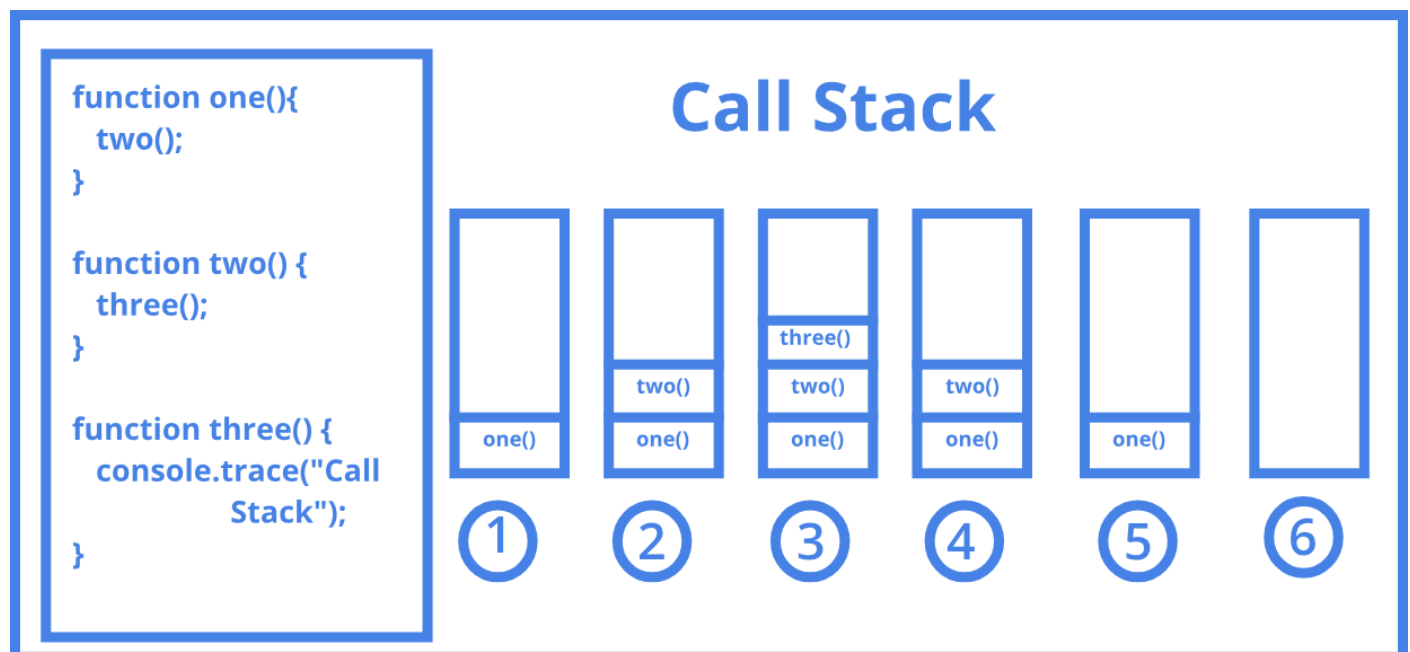 function one(){
two();
}
function two() {
three();
}
function three() {
console.trace("Call
Stack");
}
Call Stack
one()
two()
one()
three()
two()
one()
two()
one()
one()
1
2
3
4
5
6